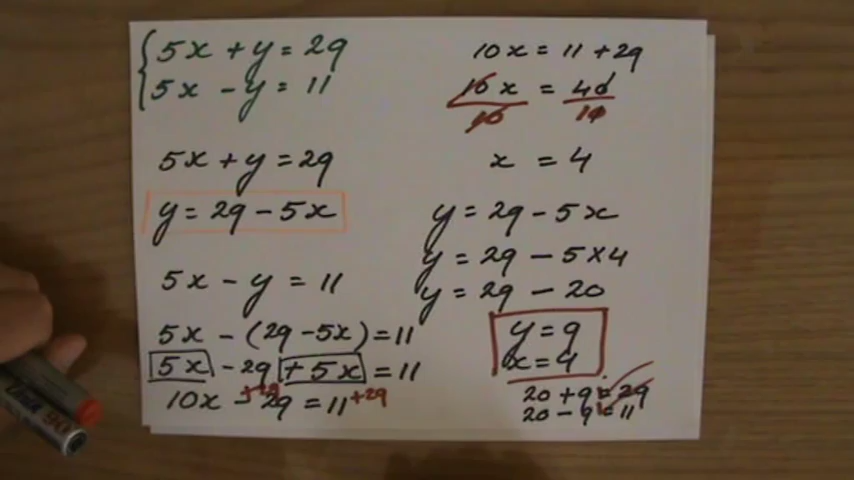 5x + y = 29
5x - y = 11
5x + y = 29
y = 29 - 5x
5x - y = 11
5x - (29 - 5x) = 11
5x - 29 + 5x = 11
10x - 29 = 11
+29 +29
10x = 11 + 29
10x = 40
10 10
x = 4
y = 29 - 5x
y = 29 - 5×4
y = 29 - 20
y = 9
x = 4
20 + 9 = 29
20 - 9 = 11